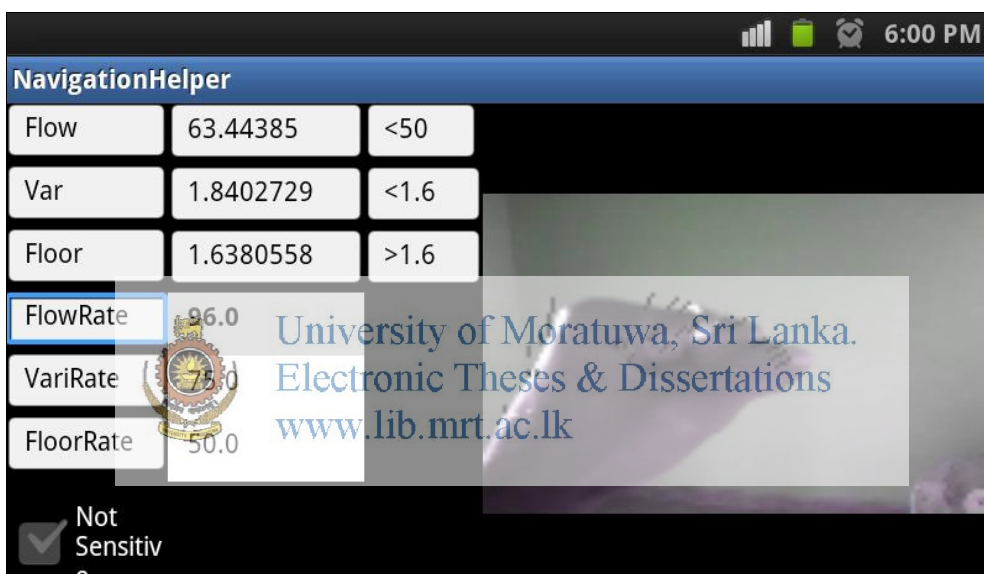 6:00 PM
NavigationHelper
Flow 63.44385 <50
Var 1.8402729 <1.6
Floor 1.6380558 >1.6
FlowRate 96.0
VariRate 75.0
FloorRate 50.0
University of Moratuwa, Sri Lanka.
Electronic Theses & Dissertations
www.lib.mrt.ac.lk
Not
Sensitiv